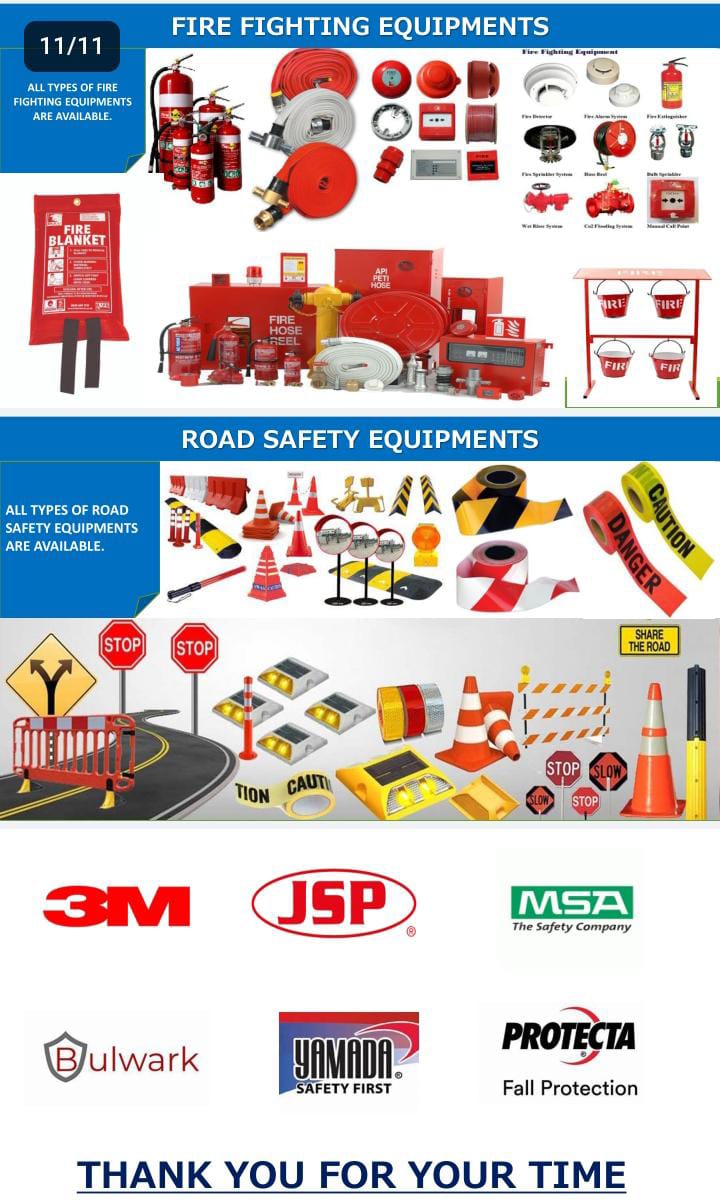 11/11
FIRE FIGHTING EQUIPMENTS
ALL TYPES OF FIRE
FIGHTING EQUIPMENTS
ARE AVAILABLE.
Fire Fighting Equipment
Fire Detector
Fire Alarm System
Fire Extinguisher
Fire Sprinkler System
Hose Reel
Bulb Sprinkler
Wet Riser System
Co2 Flooding System
Manual Call Point
FIRE
FIRE
BLANKET
API
PETI
HOSE
FIRE
HOSE
REEL
FIRE
FIRE
FIRE
FIRE
FIRE
ROAD SAFETY EQUIPMENTS
ALL TYPES OF ROAD
SAFETY EQUIPMENTS
ARE AVAILABLE.
DANGER
CAUTION
STOP
STOP
SHARE
THE ROAD
TION CAUTI
STOP
SLOW
SLOW
STOP
3M
JSP
®
MSA
The Safety Company
Bulwark
YAMADA®
SAFETY FIRST
PROTECTA
®
Fall Protection
THANK YOU FOR YOUR TIME